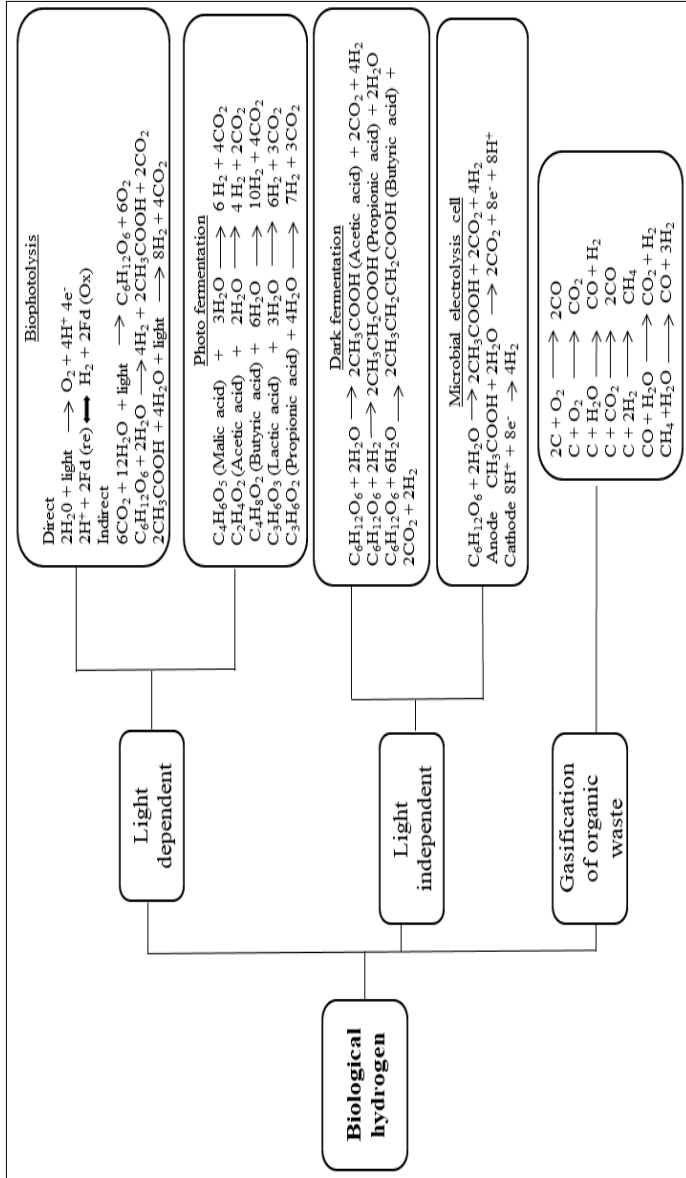 Biological
hydrogen
Light
dependent
Light
independent
Gasification
of organic
waste
Biophotolysis
Direct
2H₂0 + light ⟶ O₂ + 4H⁺ 4e⁻
2H⁺ + 2Fd (re) ⟷ H₂ + 2Fd (Ox)
Indirect
6CO₂ + 12H₂O + light ⟶ C₆H₁₂O₆ + 6O₂
C₆H₁₂O₆ + 2H₂O ⟶ 4H₂ + 2CH₃COOH + 2CO₂
2CH₃COOH + 4H₂O + light ⟶ 8H₂ + 4CO₂
Photo fermentation
C₄H₆O₅ (Malic acid) + 3H₂O ⟶ 6 H₂ + 4CO₂
C₂H₄O₂ (Acetic acid) + 2H₂O ⟶ 4 H₂ + 2CO₂
C₄H₈O₂ (Butyric acid) + 6H₂O ⟶ 10H₂ + 4CO₂
C₃H₆O₃ (Lactic acid) + 3H₂O ⟶ 6H₂ + 3CO₂
C₃H₆O₂ (Propionic acid) + 4H₂O ⟶ 7H₂ + 3CO₂
Dark fermentation
C₆H₁₂O₆ + 2H₂O ⟶ 2CH₃COOH (Acetic acid) + 2CO₂ + 4H₂
C₆H₁₂O₆ + 2H₂ ⟶ 2CH₃CH₂COOH (Propionic acid) + 2H₂O
C₆H₁₂O₆ + 6H₂O ⟶ 2CH₃CH₂CH₂COOH (Butyric acid) +
2CO₂ + 2H₂
Microbial electrolysis cell
C₆H₁₂O₆ + 2H₂O ⟶ 2CH₃COOH + 2CO₂ + 4H₂
Anode CH₃COOH + 2H₂O ⟶ 2CO₂ + 8e⁻ + 8H⁺
Cathode 8H⁺ + 8e⁻ ⟶ 4H₂
2C + O₂ ⟶ 2CO
C + O₂ ⟶ CO₂
C + H₂O ⟶ CO + H₂
C + CO₂ ⟶ 2CO
C + 2H₂ ⟶ CH₄
CO + H₂O ⟶ CO₂ + H₂
CH₄ +H₂O ⟶ CO + 3H₂